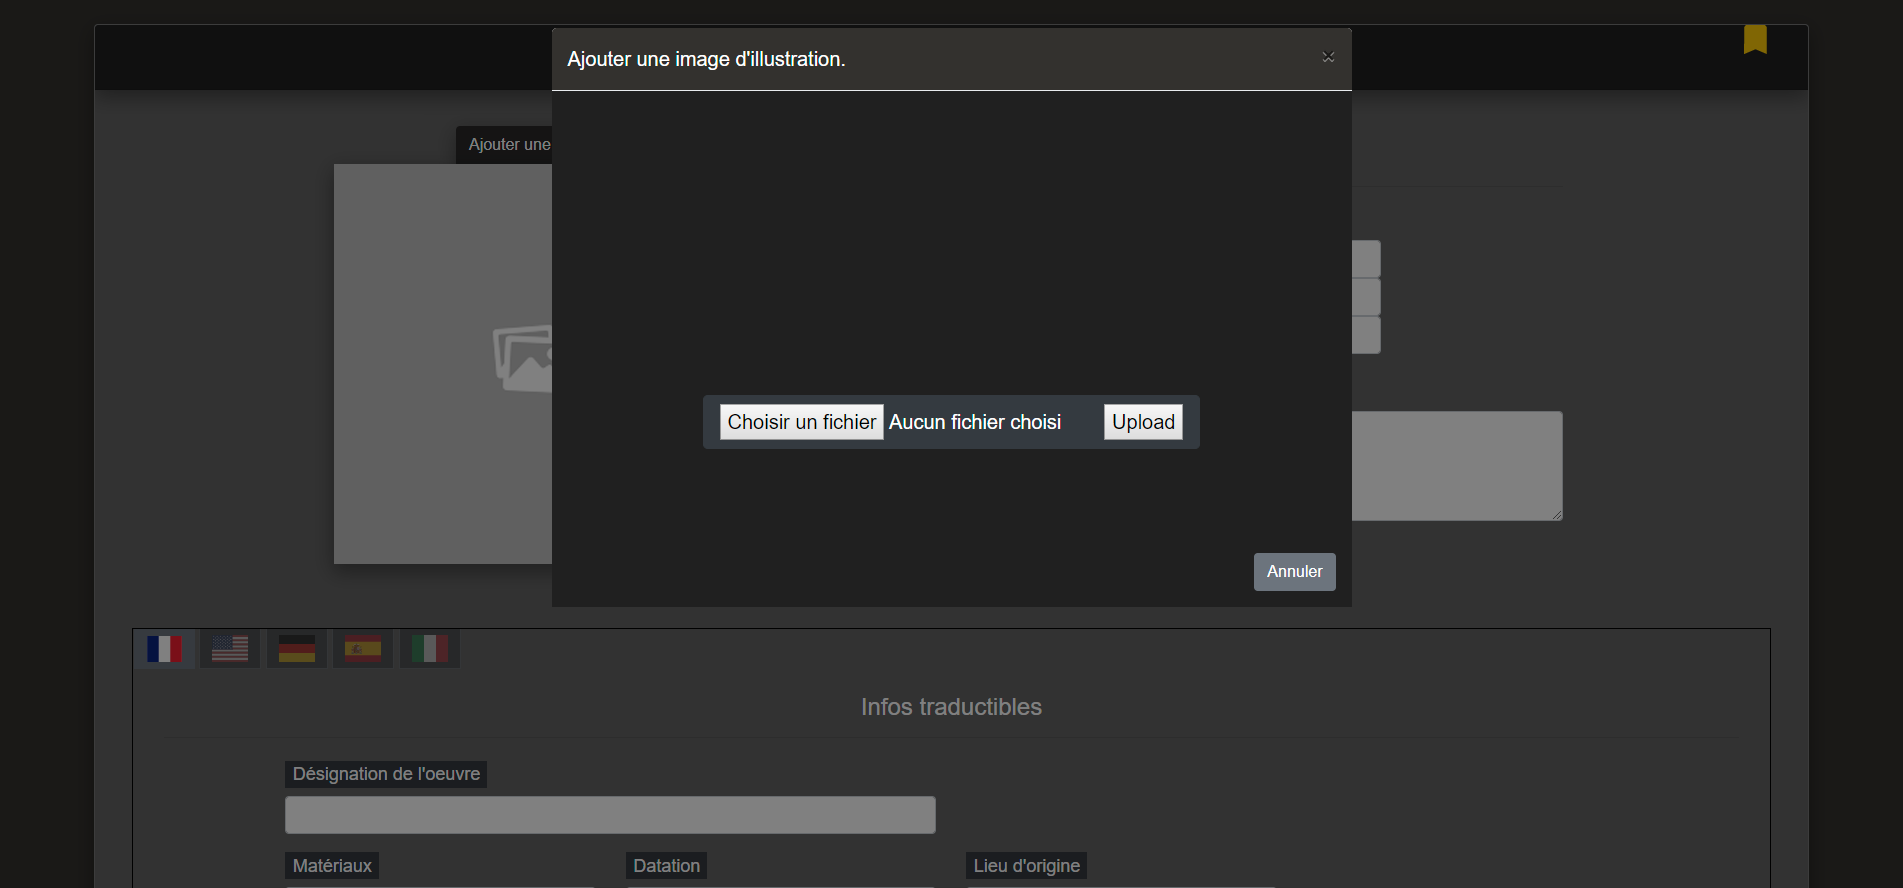 Ajouter une image d'illustration.
×
Ajouter une
Choisir un fichier Aucun fichier choisi Upload
Annuler
Infos traductibles
Désignation de l'oeuvre
Matériaux Datation Lieu d'origine